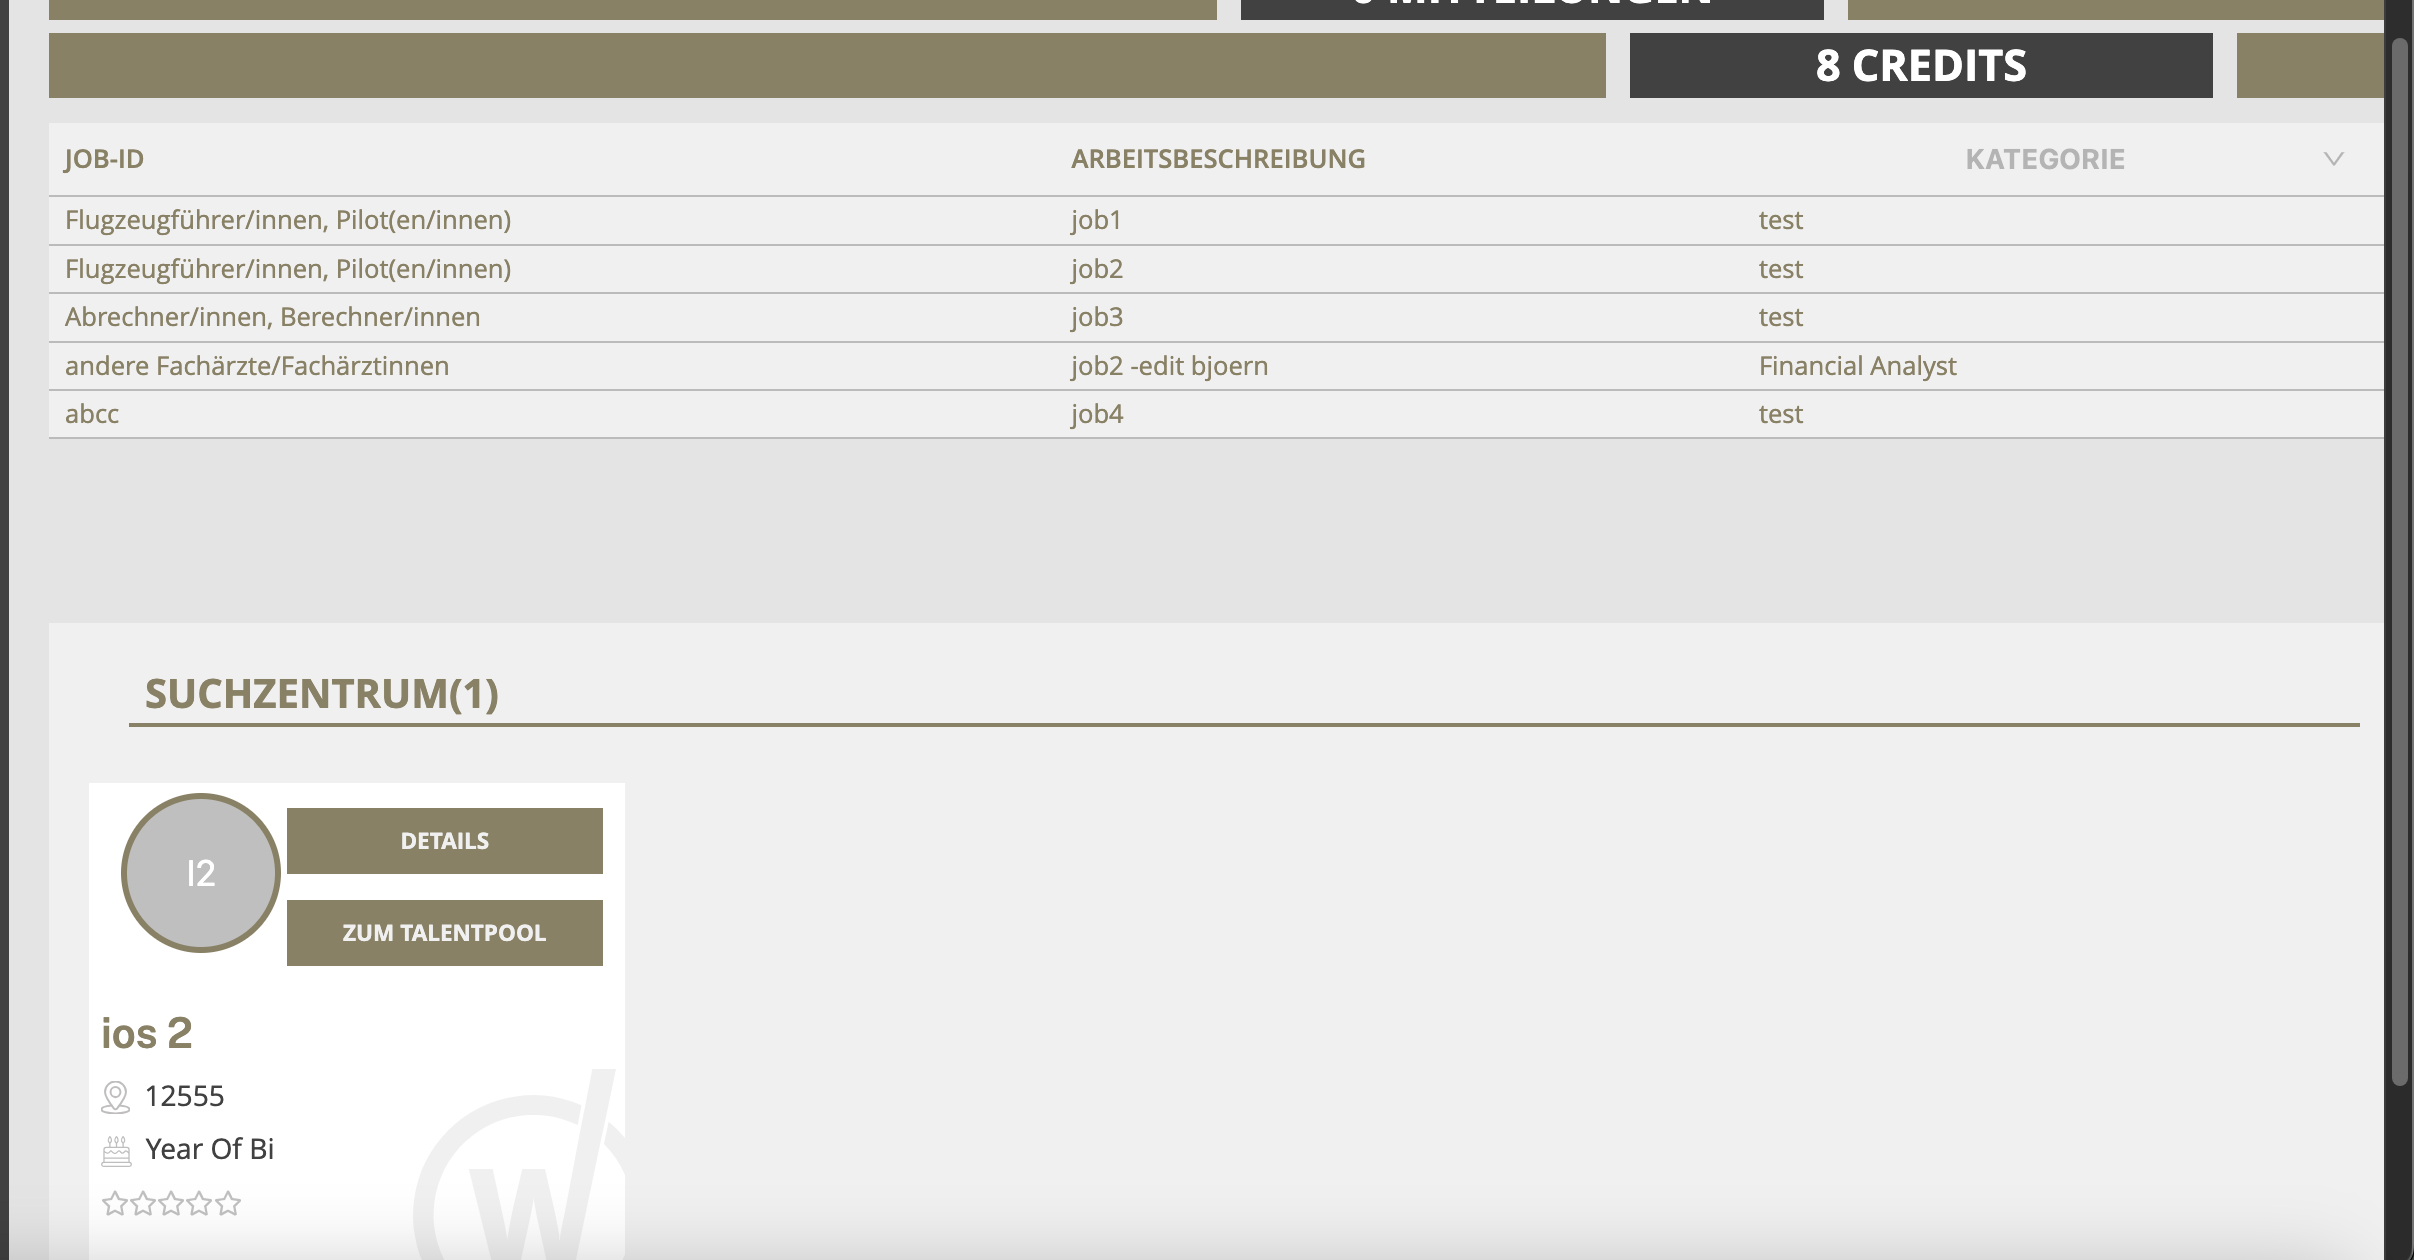 8 CREDITS
JOB-ID ARBEITSBESCHREIBUNG KATEGORIE
Flugzeugführer/innen, Pilot(en/innen) job1 test
Flugzeugführer/innen, Pilot(en/innen) job2 test
Abrechner/innen, Berechner/innen job3 test
andere Fachärzte/Fachärztinnen job2 -edit bjoern Financial Analyst
abcc job4 test
SUCHZENTRUM(1)
I2
DETAILS
ZUM TALENTPOOL
ios 2
12555
Year Of Bi
W